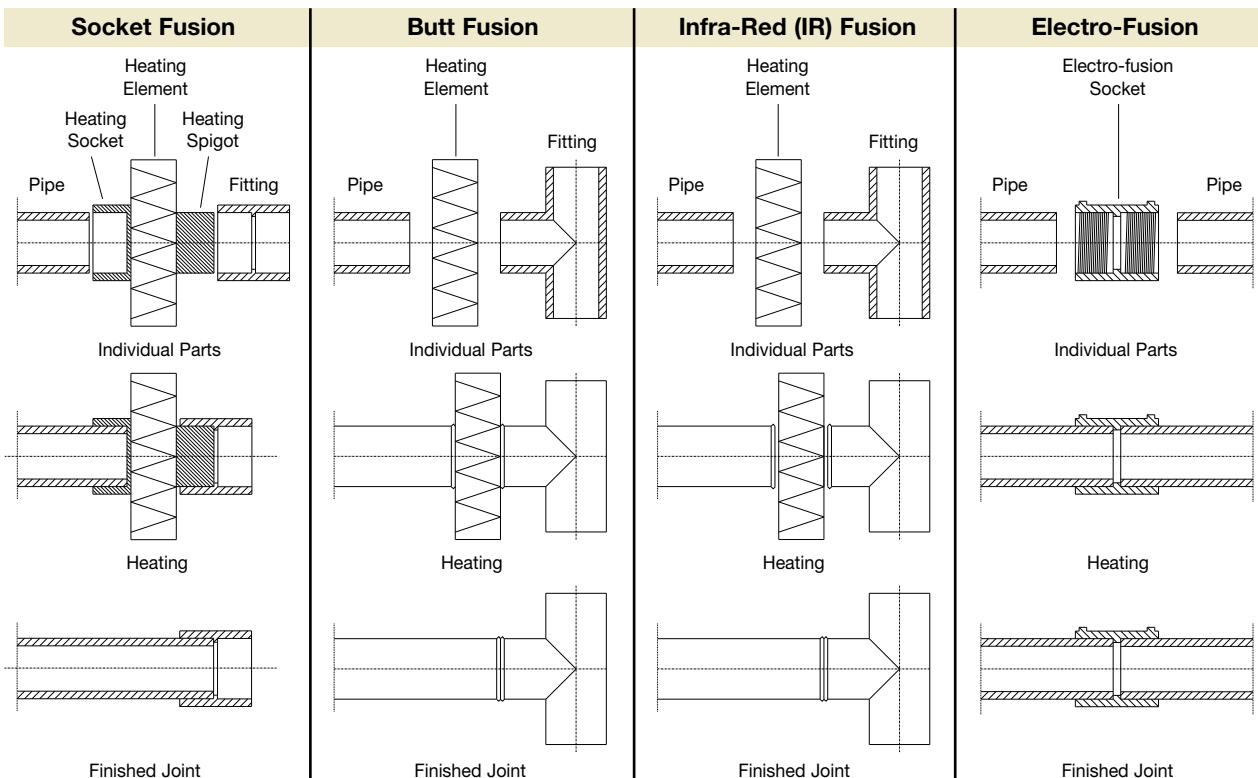 Socket Fusion
Heating
Element
Heating
Socket
Heating
Spigot
Pipe
Fitting
Individual Parts
Heating
Finished Joint
Butt Fusion
Heating
Element
Fitting
Pipe
Individual Parts
Heating
Finished Joint
Infra-Red (IR) Fusion
Heating
Element
Fitting
Pipe
Individual Parts
Heating
Finished Joint
Electro-Fusion
Electro-fusion
Socket
Pipe
Pipe
Individual Parts
Heating
Finished Joint